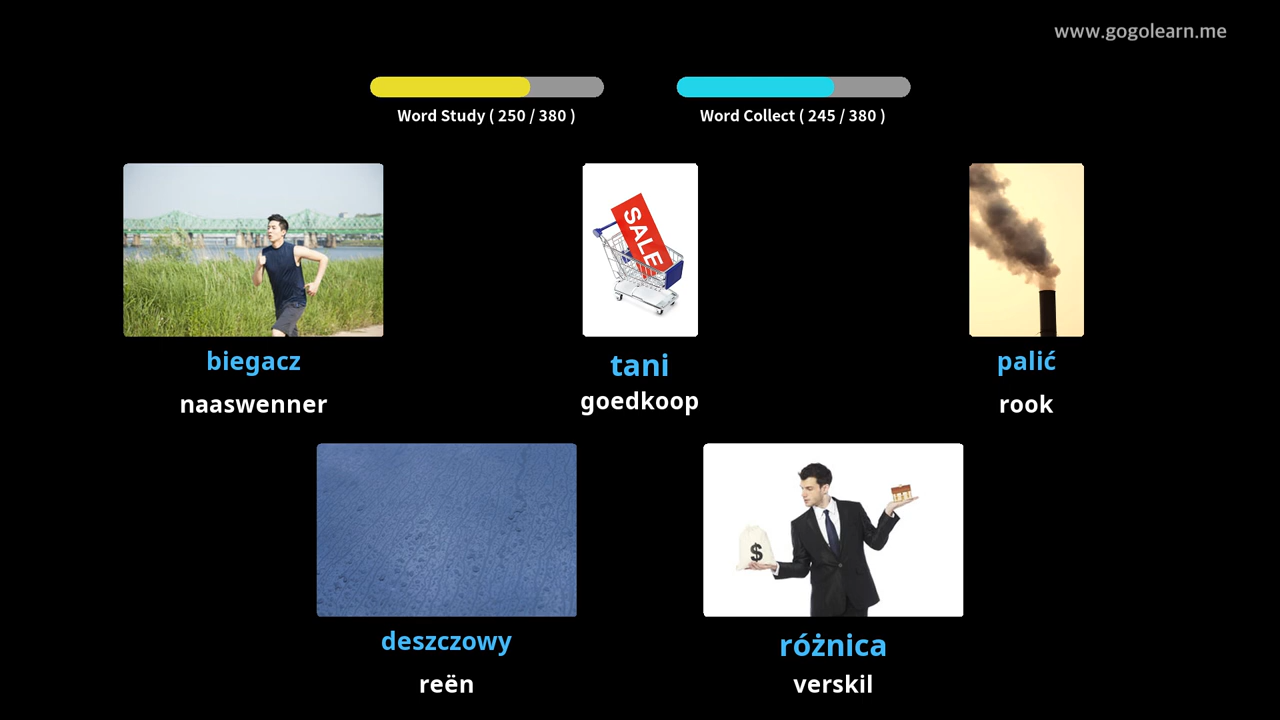 www.gogolearn.me
Word Study ( 250 / 380 )
Word Collect ( 245 / 380 )
SALE
biegacz
tani
palić
naaswenner
goedkoop
rook
$
deszczowy
różnica
reën
verskil